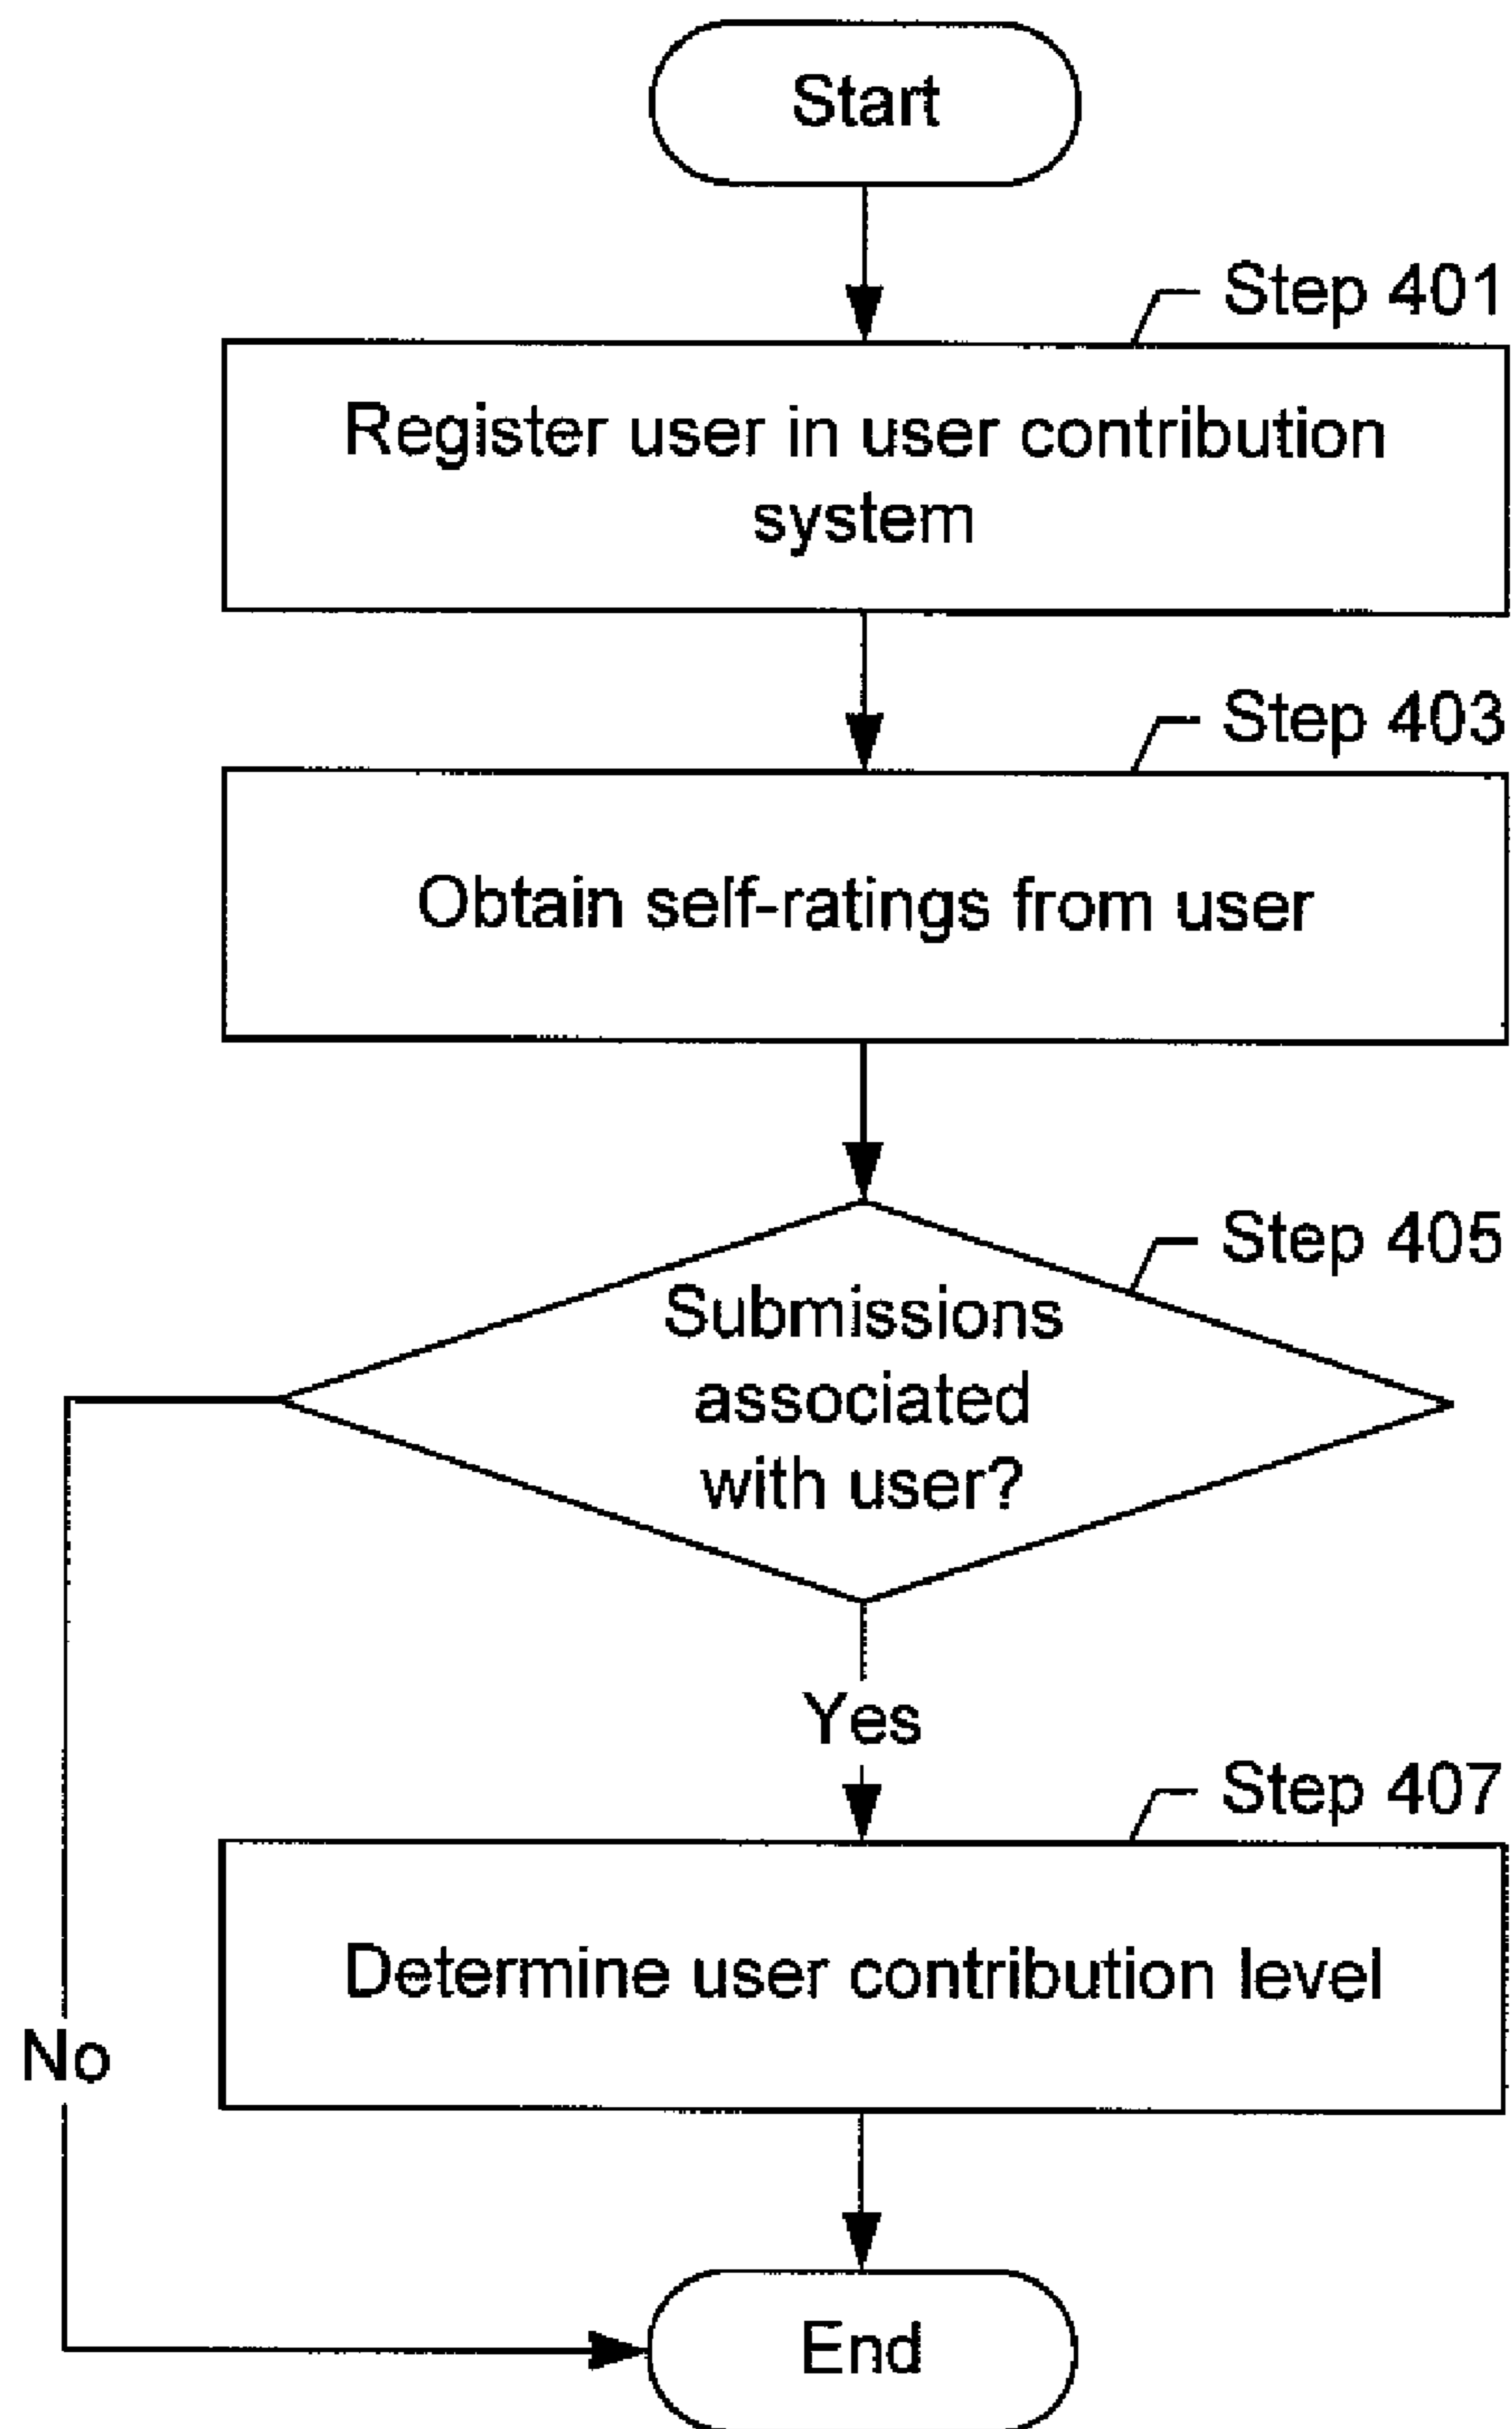 Start
Step 401
Register user in user contribution
system
Step 403
Obtain self-ratings from user
Step 405
Submissions
associated
with user?
Yes
Step 407
Determine user contribution level
No
End